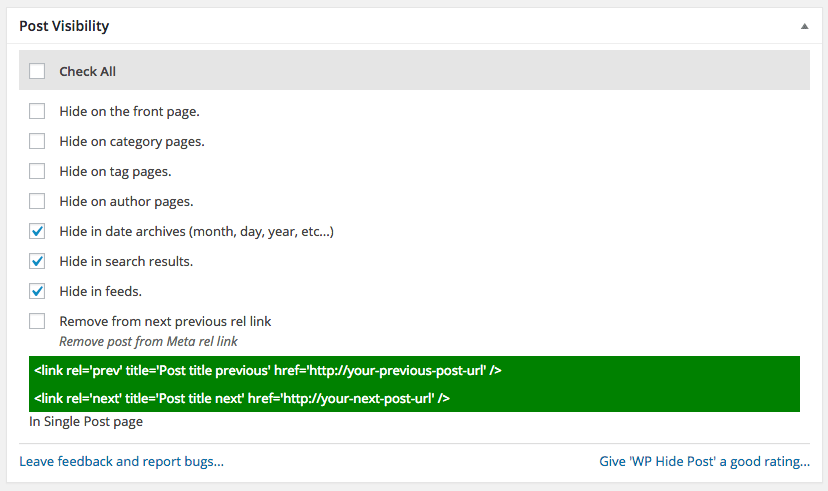 Post Visibility
Check All
Hide on the front page.
Hide on category pages.
Hide on tag pages.
Hide on author pages.
Hide in date archives (month, day, year, etc...)
Hide in search results.
Hide in feeds.
Remove from next previous rel link
Remove post from Meta rel link
<link rel='prev' title='Post title previous' href='http://your-previous-post-url' />
<link rel='next' title='Post title next' href='http://your-next-post-url' />
In Single Post page
Leave feedback and report bugs... Give 'WP Hide Post' a good rating...